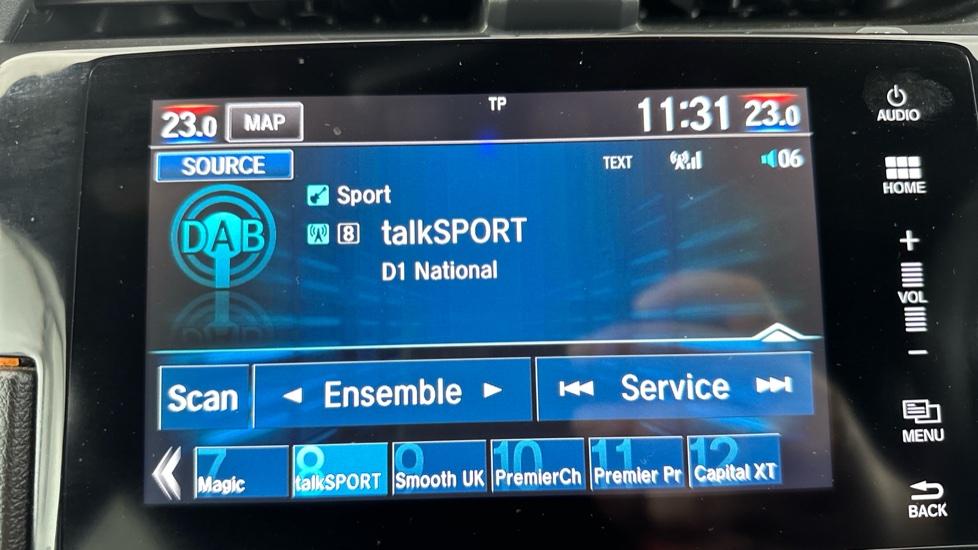 23.0 MAP TP 11:31 23.0
SOURCE TEXT 06
DAB
Sport
8 talkSPORT
D1 National
Scan Ensemble Service
7 8 9 10 11 12
Magic talkSPORT Smooth UK PremierCh Premier Pr Capital XT
AUDIO
HOME
+
VOL
−
MENU
BACK